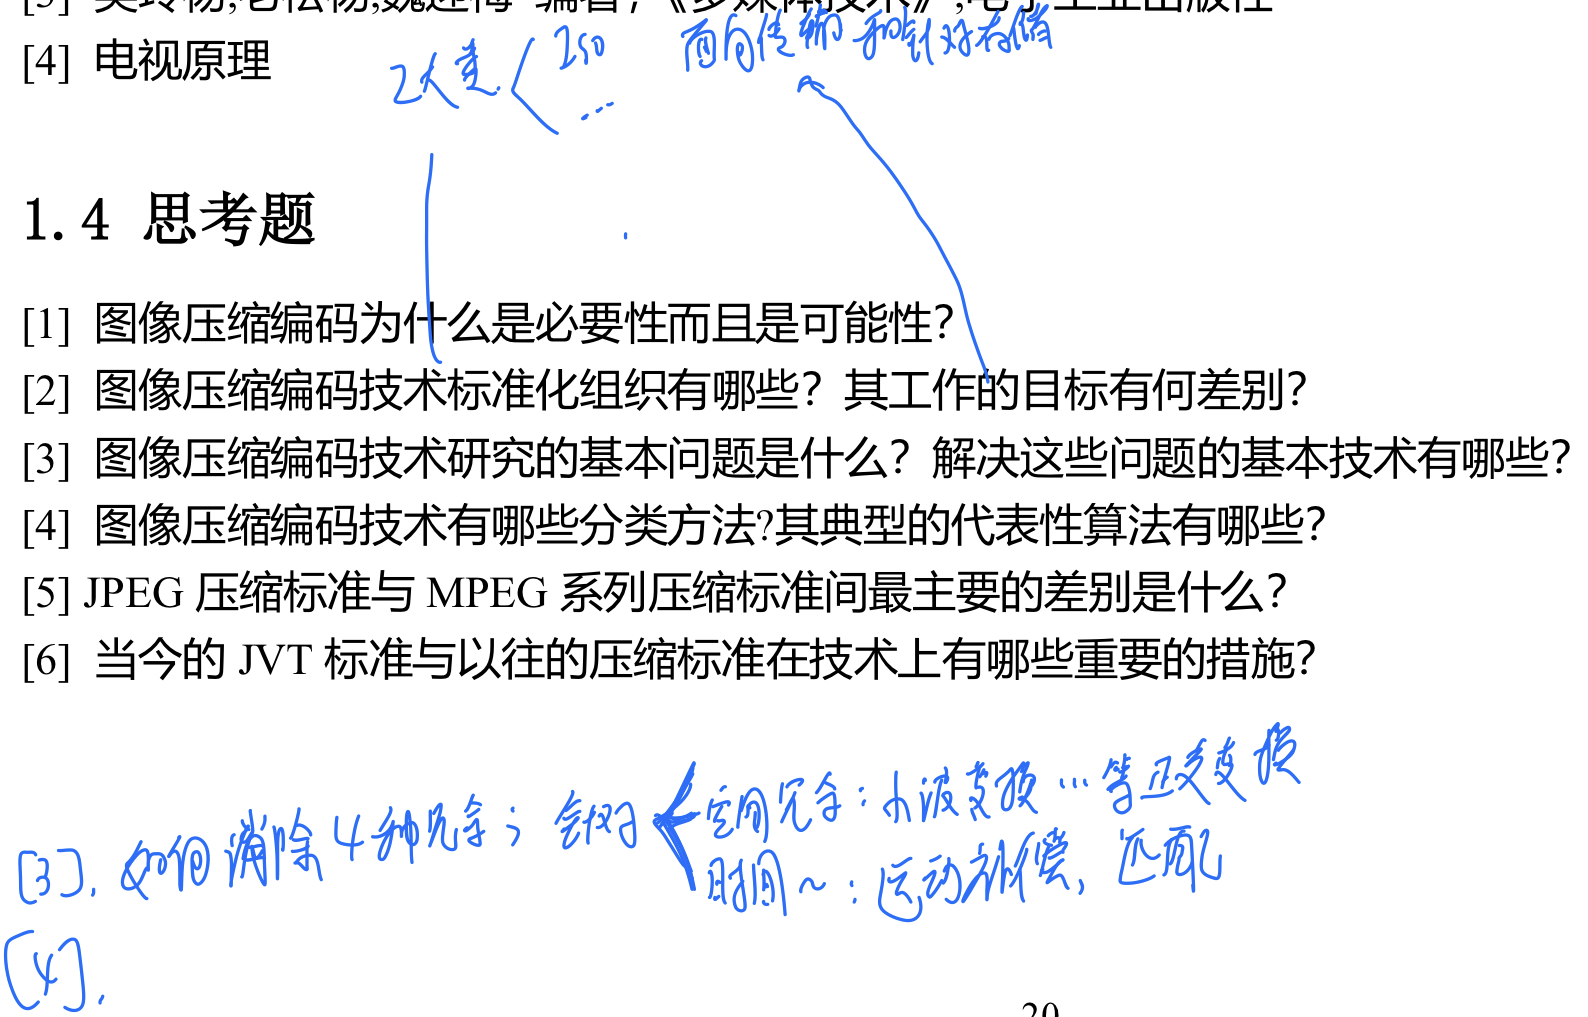 [4] 电视原理
2大类 ISO 面向传输和针对存储
...
1.4 思考题
[1] 图像压缩编码为什么是必要性而且是可能性?
[2] 图像压缩编码技术标准化组织有哪些？其工作的目标有何差别?
[3] 图像压缩编码技术研究的基本问题是什么？解决这些问题的基本技术有哪些?
[4] 图像压缩编码技术有哪些分类方法?其典型的代表性算法有哪些?
[5] JPEG 压缩标准与 MPEG 系列压缩标准间最主要的差别是什么?
[6] 当今的 JVT 标准与以往的压缩标准在技术上有哪些重要的措施?
[3]. 如何消除4种冗余; 针对
空间冗余: 小波变换…等正交变换
时间~: 运动补偿、匹配
[4].
20